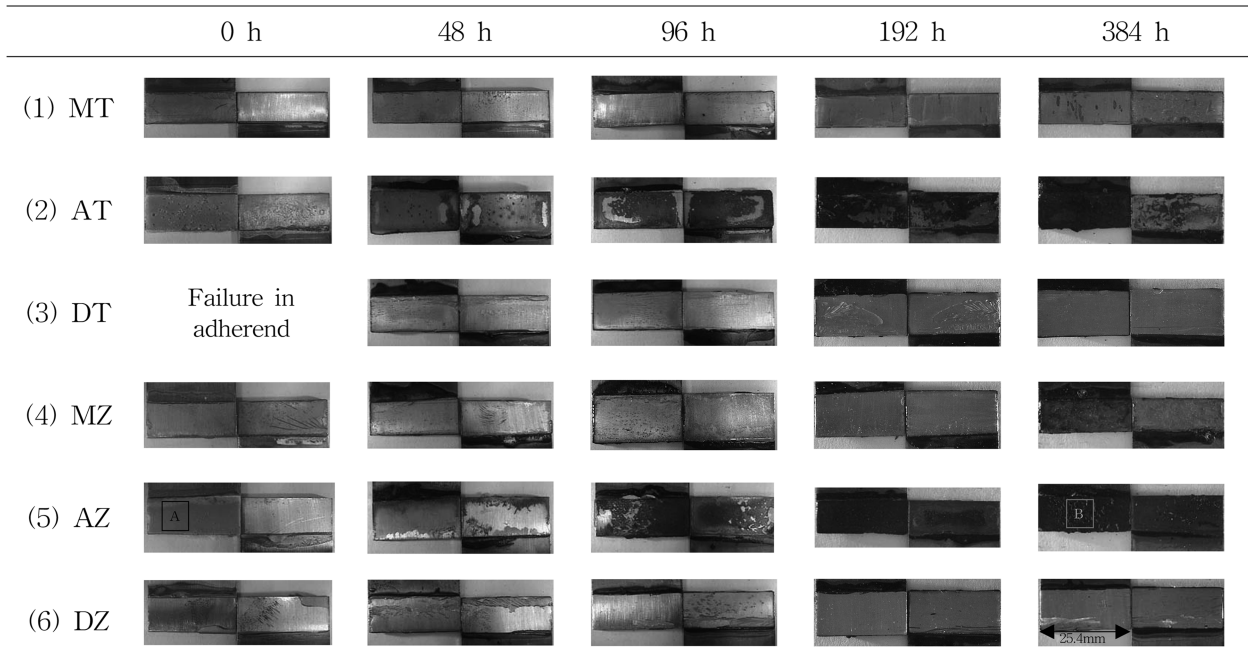 0 h 48 h 96 h 192 h 384 h
(1) MT
(2) AT
(3) DT
Failure in
adherend
(4) MZ
(5) AZ
A
B
(6) DZ
25.4mm